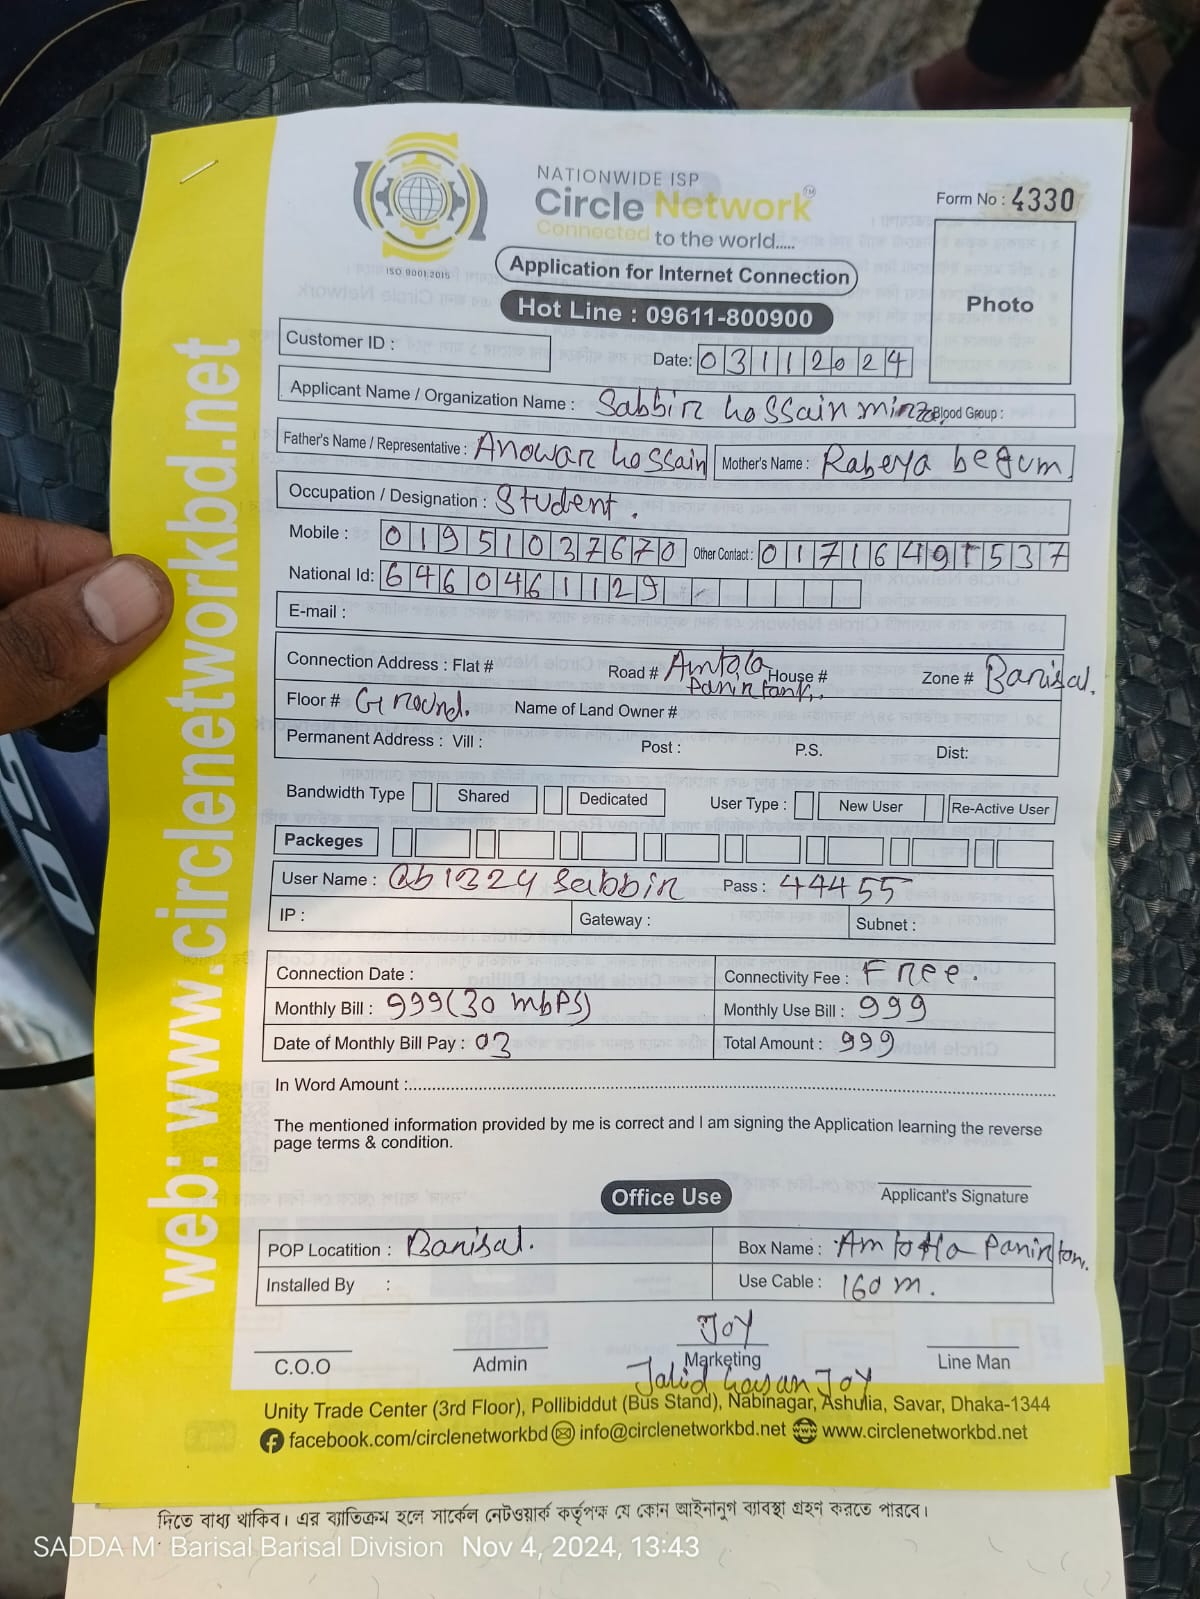 NATIONWIDE ISP
Circle Network™
Connected to the world.....
ISO 9001:2015
Form No : 4330
Application for Internet Connection
Hot Line : 09611-800900
Photo
Customer ID :
Date: 03112024
Applicant Name / Organization Name : Sabbir hossain mirza Blood Group :
Father's Name / Representative : Anowar hossain Mother's Name : Rabeya begum
Occupation / Designation : Student.
Mobile : 01951037670 Other Contact : 01716491537
National Id: 6460461129
E-mail :
Connection Address : Flat # Road # Amtola Panir tank. House # Zone # Barisal.
Floor # Ground. Name of Land Owner #
Permanent Address : Vill : Post : P.S. Dist:
Bandwidth Type Shared Dedicated User Type : New User Re-Active User
Packeges
User Name : Pass : 44455
IP : Gateway : Subnet :
Connection Date : Connectivity Fee : Free.
Monthly Bill : 999(30 mbps) Monthly Use Bill : 999
Date of Monthly Bill Pay : 03 Total Amount : 999
In Word Amount :
The mentioned information provided by me is correct and I am signing the Application learning the reverse
page terms & condition.
Applicant's Signature
Office Use
POP Locatition : Barisal. Box Name :
Installed By : Use Cable : 160 m.
C.O.O Admin Joy Marketing Line Man
Jalid hasan Joy
Unity Trade Center (3rd Floor), Pollibiddut (Bus Stand), Nabinagar, Ashulia, Savar, Dhaka-1344
facebook.com/circlenetworkbd info@circlenetworkbd.net www.circlenetworkbd.net
web: www.circlenetworkbd.net
দিতে বাধ্য থাকিব। এর ব্যতিক্রম হলে সার্কেল নেটওয়ার্ক কর্তৃপক্ষ যে কোন আইনানুগ ব্যাবস্থা গ্রহণ করতে পারবে।
SADDA M Barisal Barisal Division Nov 4, 2024, 13:43